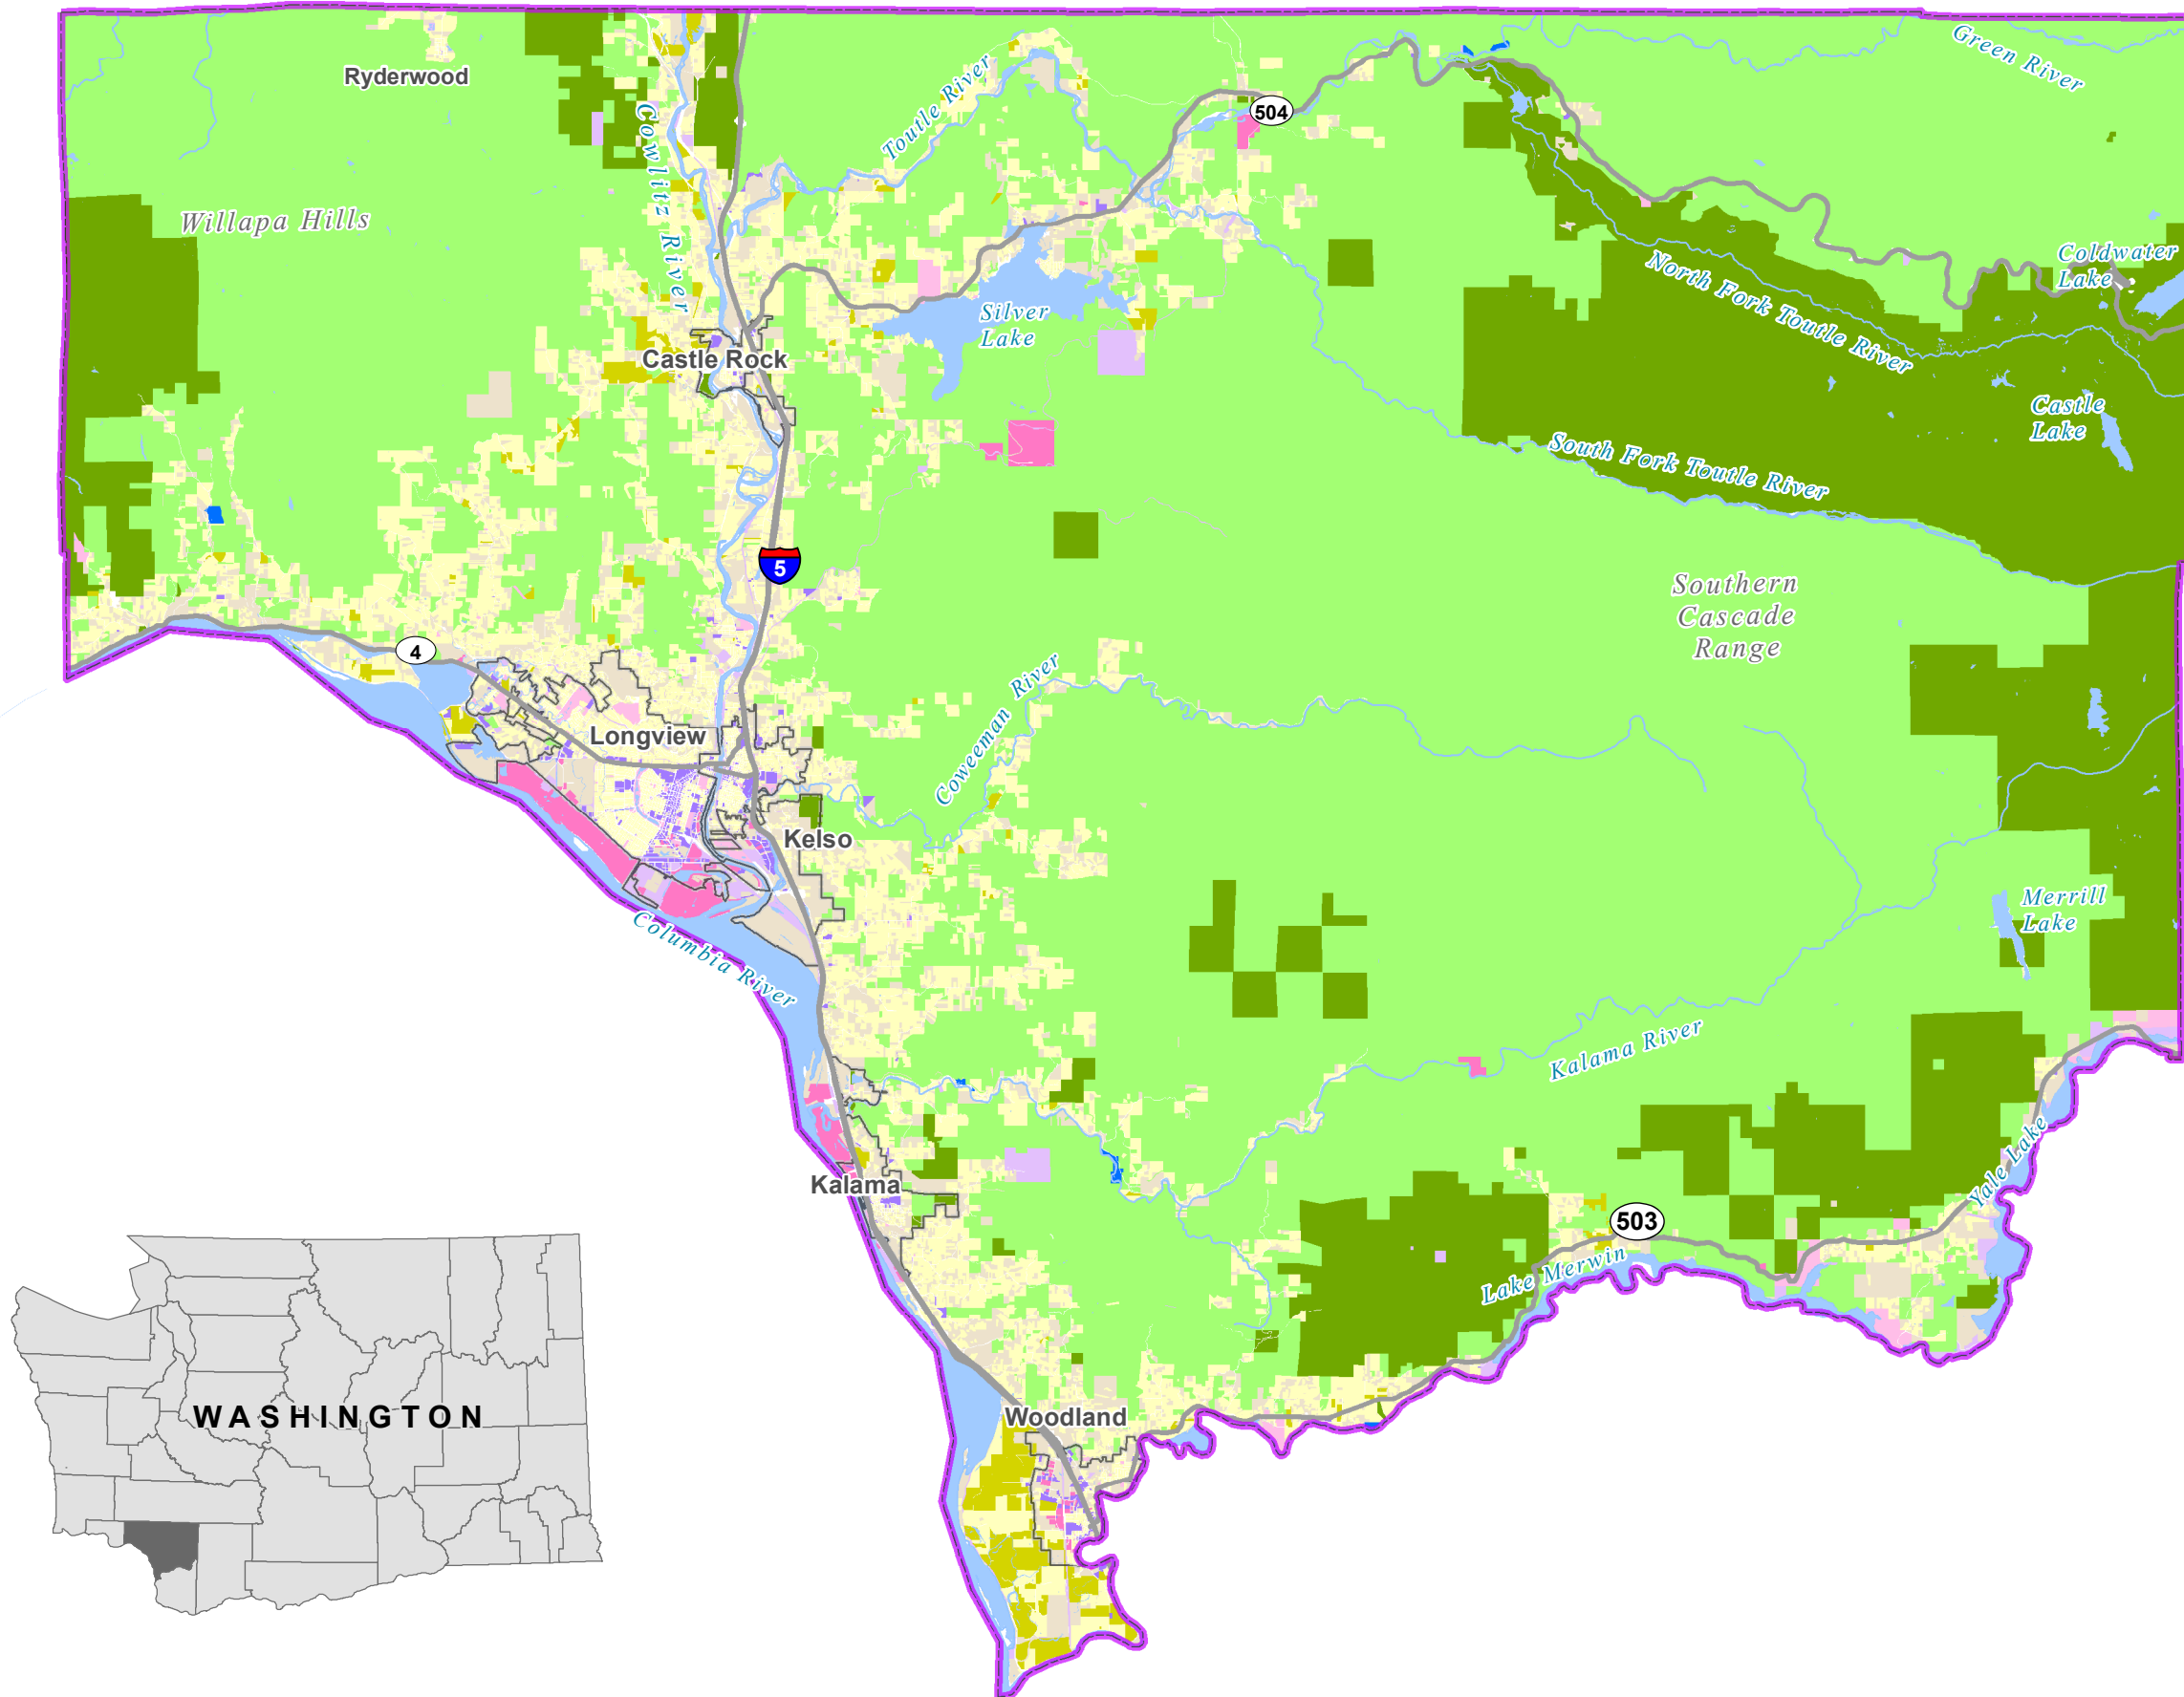 Green River
Ryderwood
504
Toutle River
Cowlitz River
Willapa Hills
Coldwater
Lake
North Fork Toutle River
Silver
Lake
Castle Rock
Castle
Lake
South Fork Toutle River
5
Southern
Cascade
Range
4
Coweeman River
Longview
Kelso
Merrill
Lake
Columbia River
Kalama River
Yale Lake
Kalama
503
Lake Merwin
WASHINGTON
Woodland